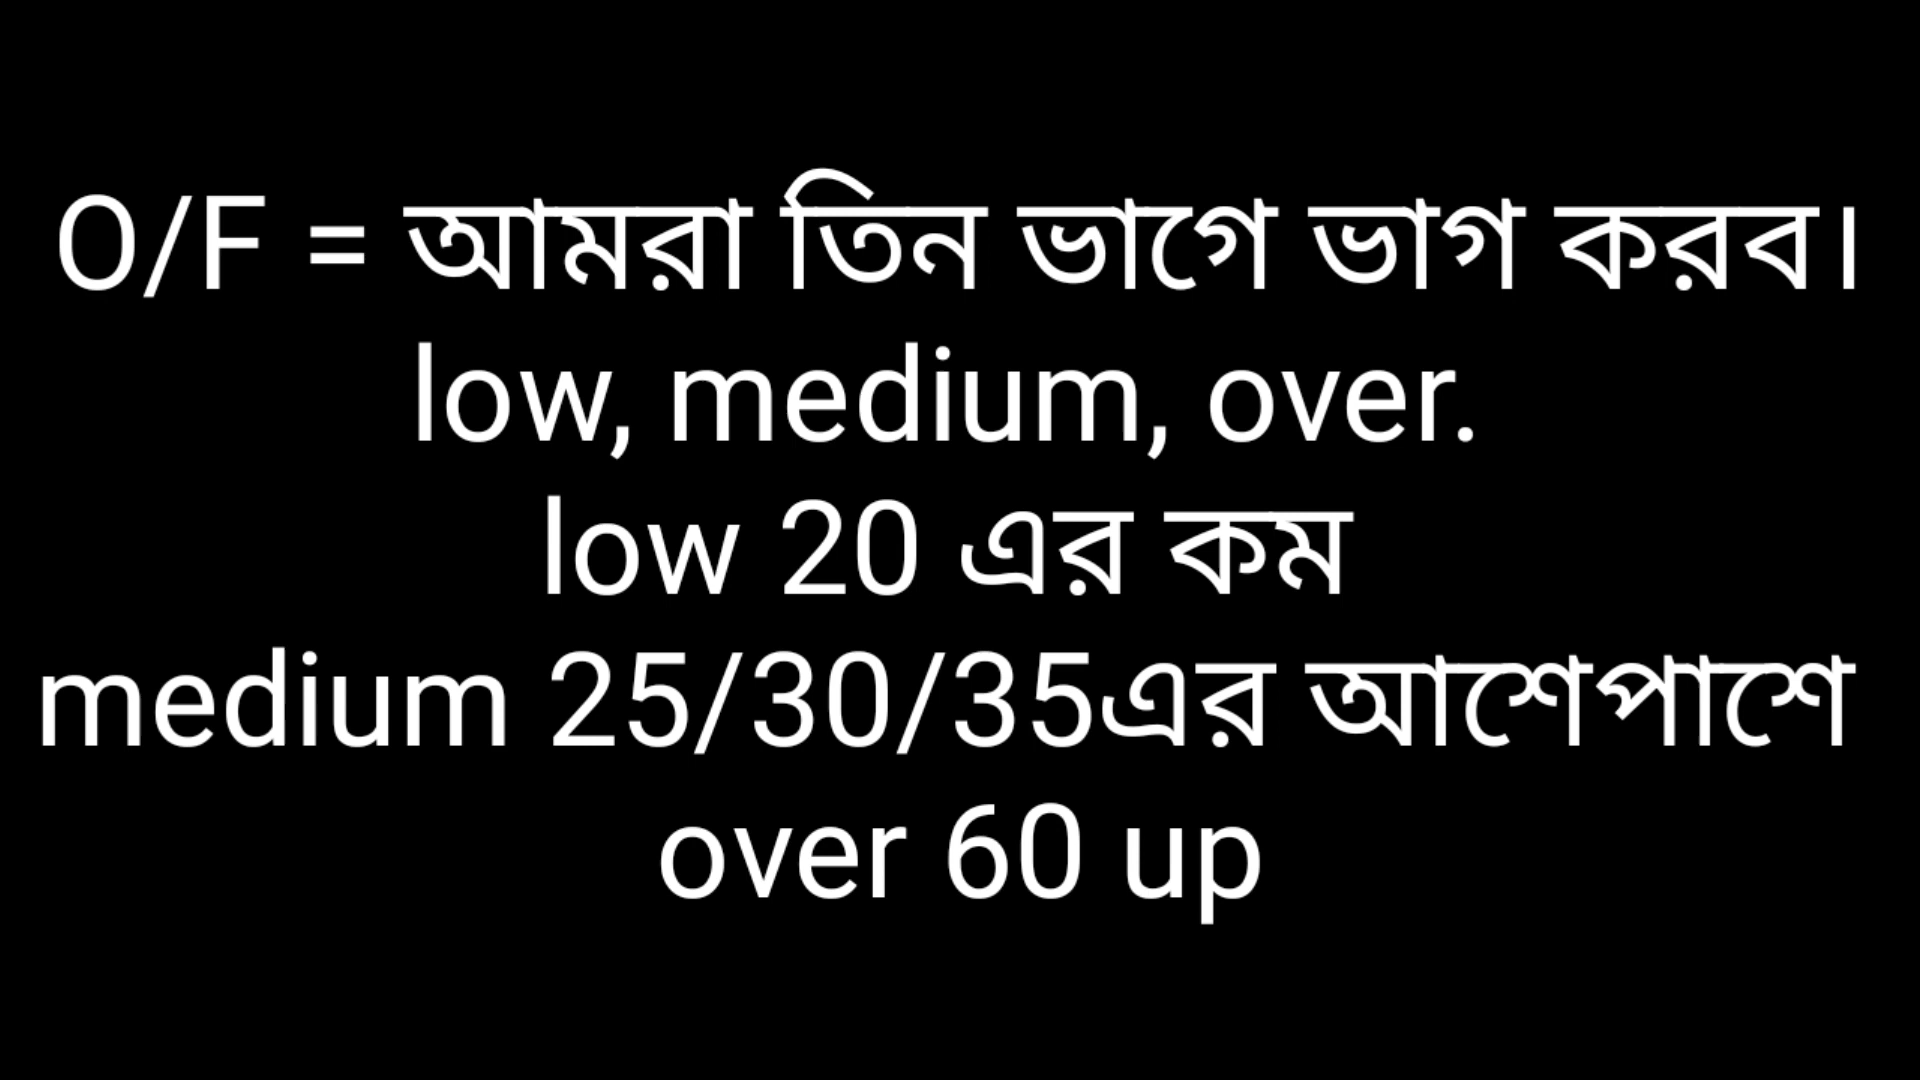 O/F = আমরা তিন ভাগে ভাগ করব।
low, medium, over.
low 20 এর কম
medium 25/30/35এর আশেপাশে
over 60 up